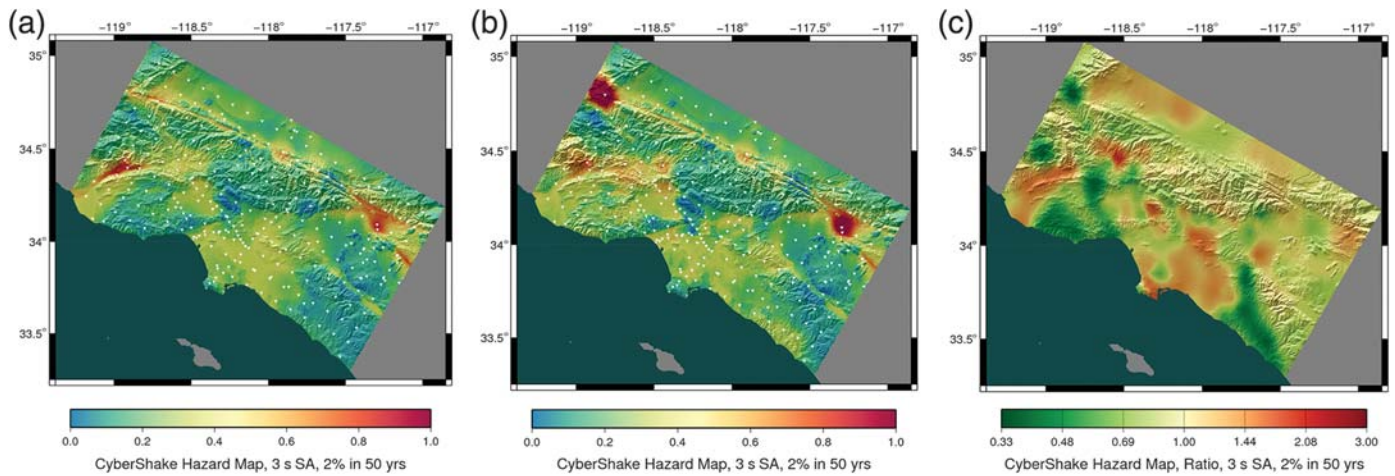 (a)
−119° −118.5° −118° −117.5° −117°
35°
34.5°
34°
33.5°
0.0 0.2 0.4 0.6 0.8 1.0
CyberShake Hazard Map, 3 s SA, 2% in 50 yrs
(b)
−119° −118.5° −118° −117.5° −117°
35°
34.5°
34°
33.5°
0.0 0.2 0.4 0.6 0.8 1.0
CyberShake Hazard Map, 3 s SA, 2% in 50 yrs
(c)
−119° −118.5° −118° −117.5° −117°
35°
34.5°
34°
33.5°
0.33 0.48 0.69 1.00 1.44 2.08 3.00
CyberShake Hazard Map, Ratio, 3 s SA, 2% in 50 yrs